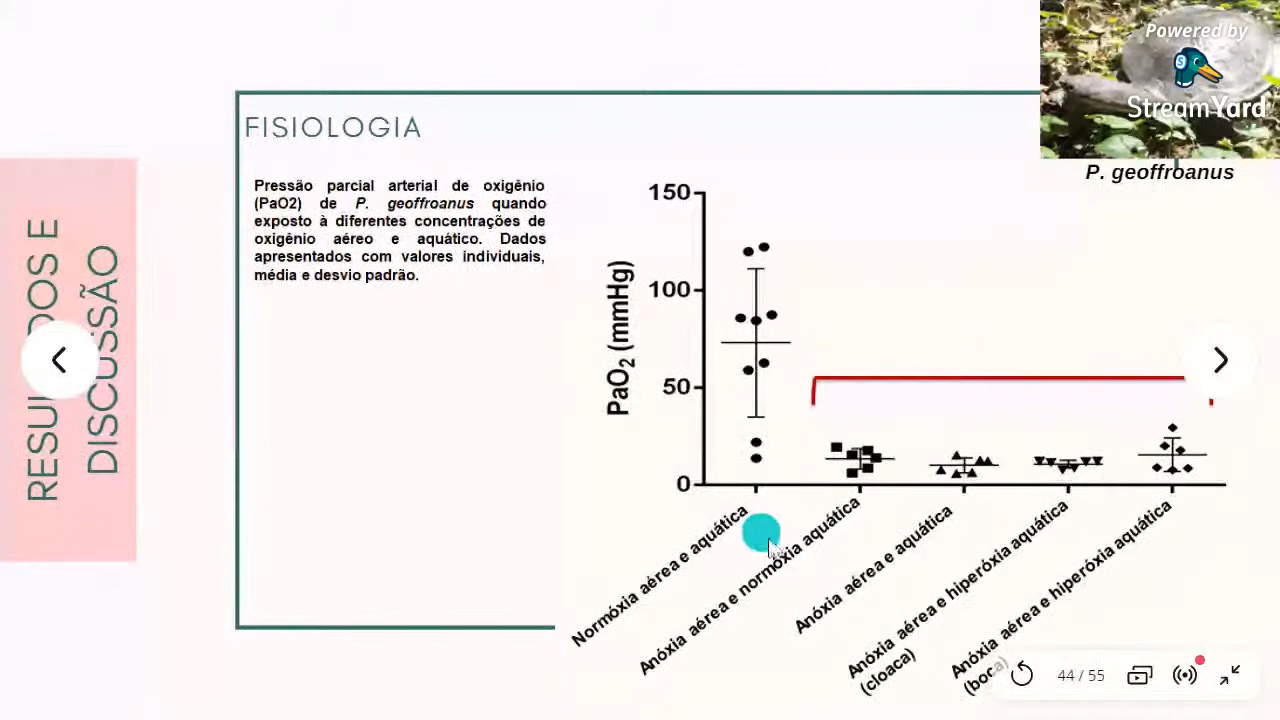 Powered by
StreamYard
P. geoffroanus
FISIOLOGIA
RESUL DOS E
DISCUSSÃO
Pressão parcial arterial de oxigênio
(PaO2) de P. geoffroanus quando
exposto à diferentes concentrações de
oxigênio aéreo e aquático. Dados
apresentados com valores individuais,
média e desvio padrão.
PaO2 (mmHg)
150
100
50
0
Normóxia aérea e aquática
Anóxia aérea e normóxia aquática
Anóxia aérea e aquática
Anóxia aérea e hiperóxia aquática
(cloaca)
Anóxia aérea e hiperóxia aquática
(boca)
44 / 55